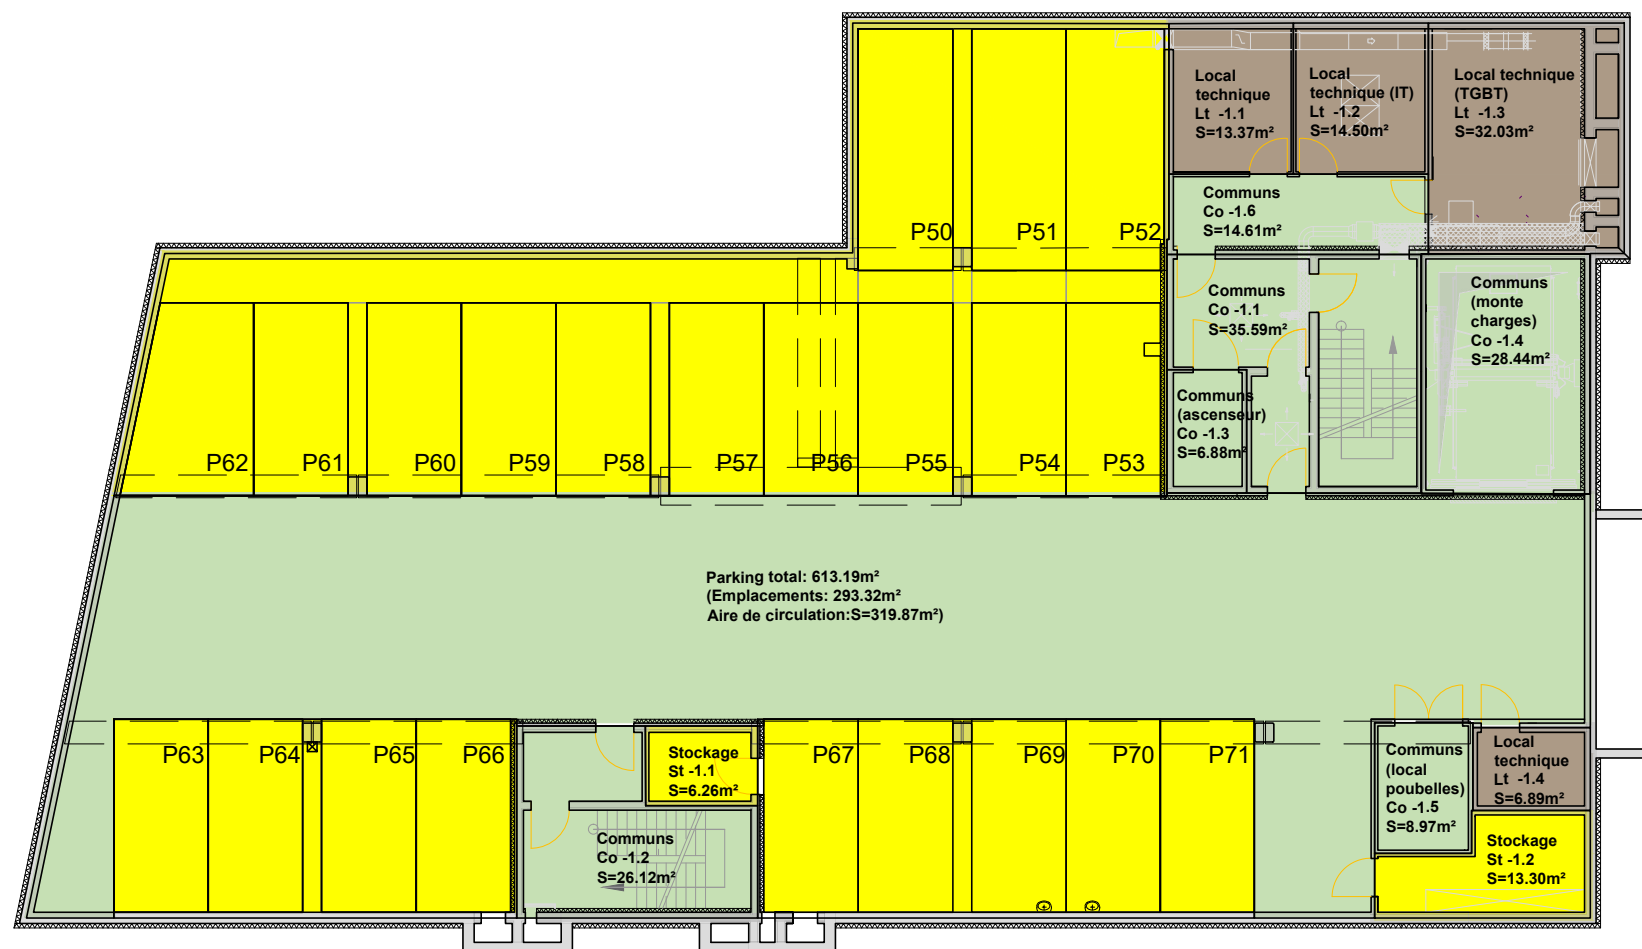 Local
technique
Lt -1.1
S=13.37m²
Local
technique (IT)
Lt -1.2
S=14.50m²
Local technique
(TGBT)
Lt -1.3
S=32.03m²
Communs
Co -1.6
S=14.61m²
P50
P51
P52
Communs
Co -1.1
S=35.59m²
Communs
(monte
charges)
Co -1.4
S=28.44m²
Communs
(ascenseur)
Co -1.3
S=6.88m²
P62
P61
P60
P59
P58
P57
P56
P55
P54
P53
Parking total: 613.19m²
(Emplacements: 293.32m²
Aire de circulation:S=319.87m²)
P63
P64
P65
P66
Stockage
St -1.1
S=6.26m²
P67
P68
P69
P70
P71
Communs
(local
poubelles)
Co -1.5
S=8.97m²
Local
technique
Lt -1.4
S=6.89m²
Communs
Co -1.2
S=26.12m²
Stockage
St -1.2
S=13.30m²